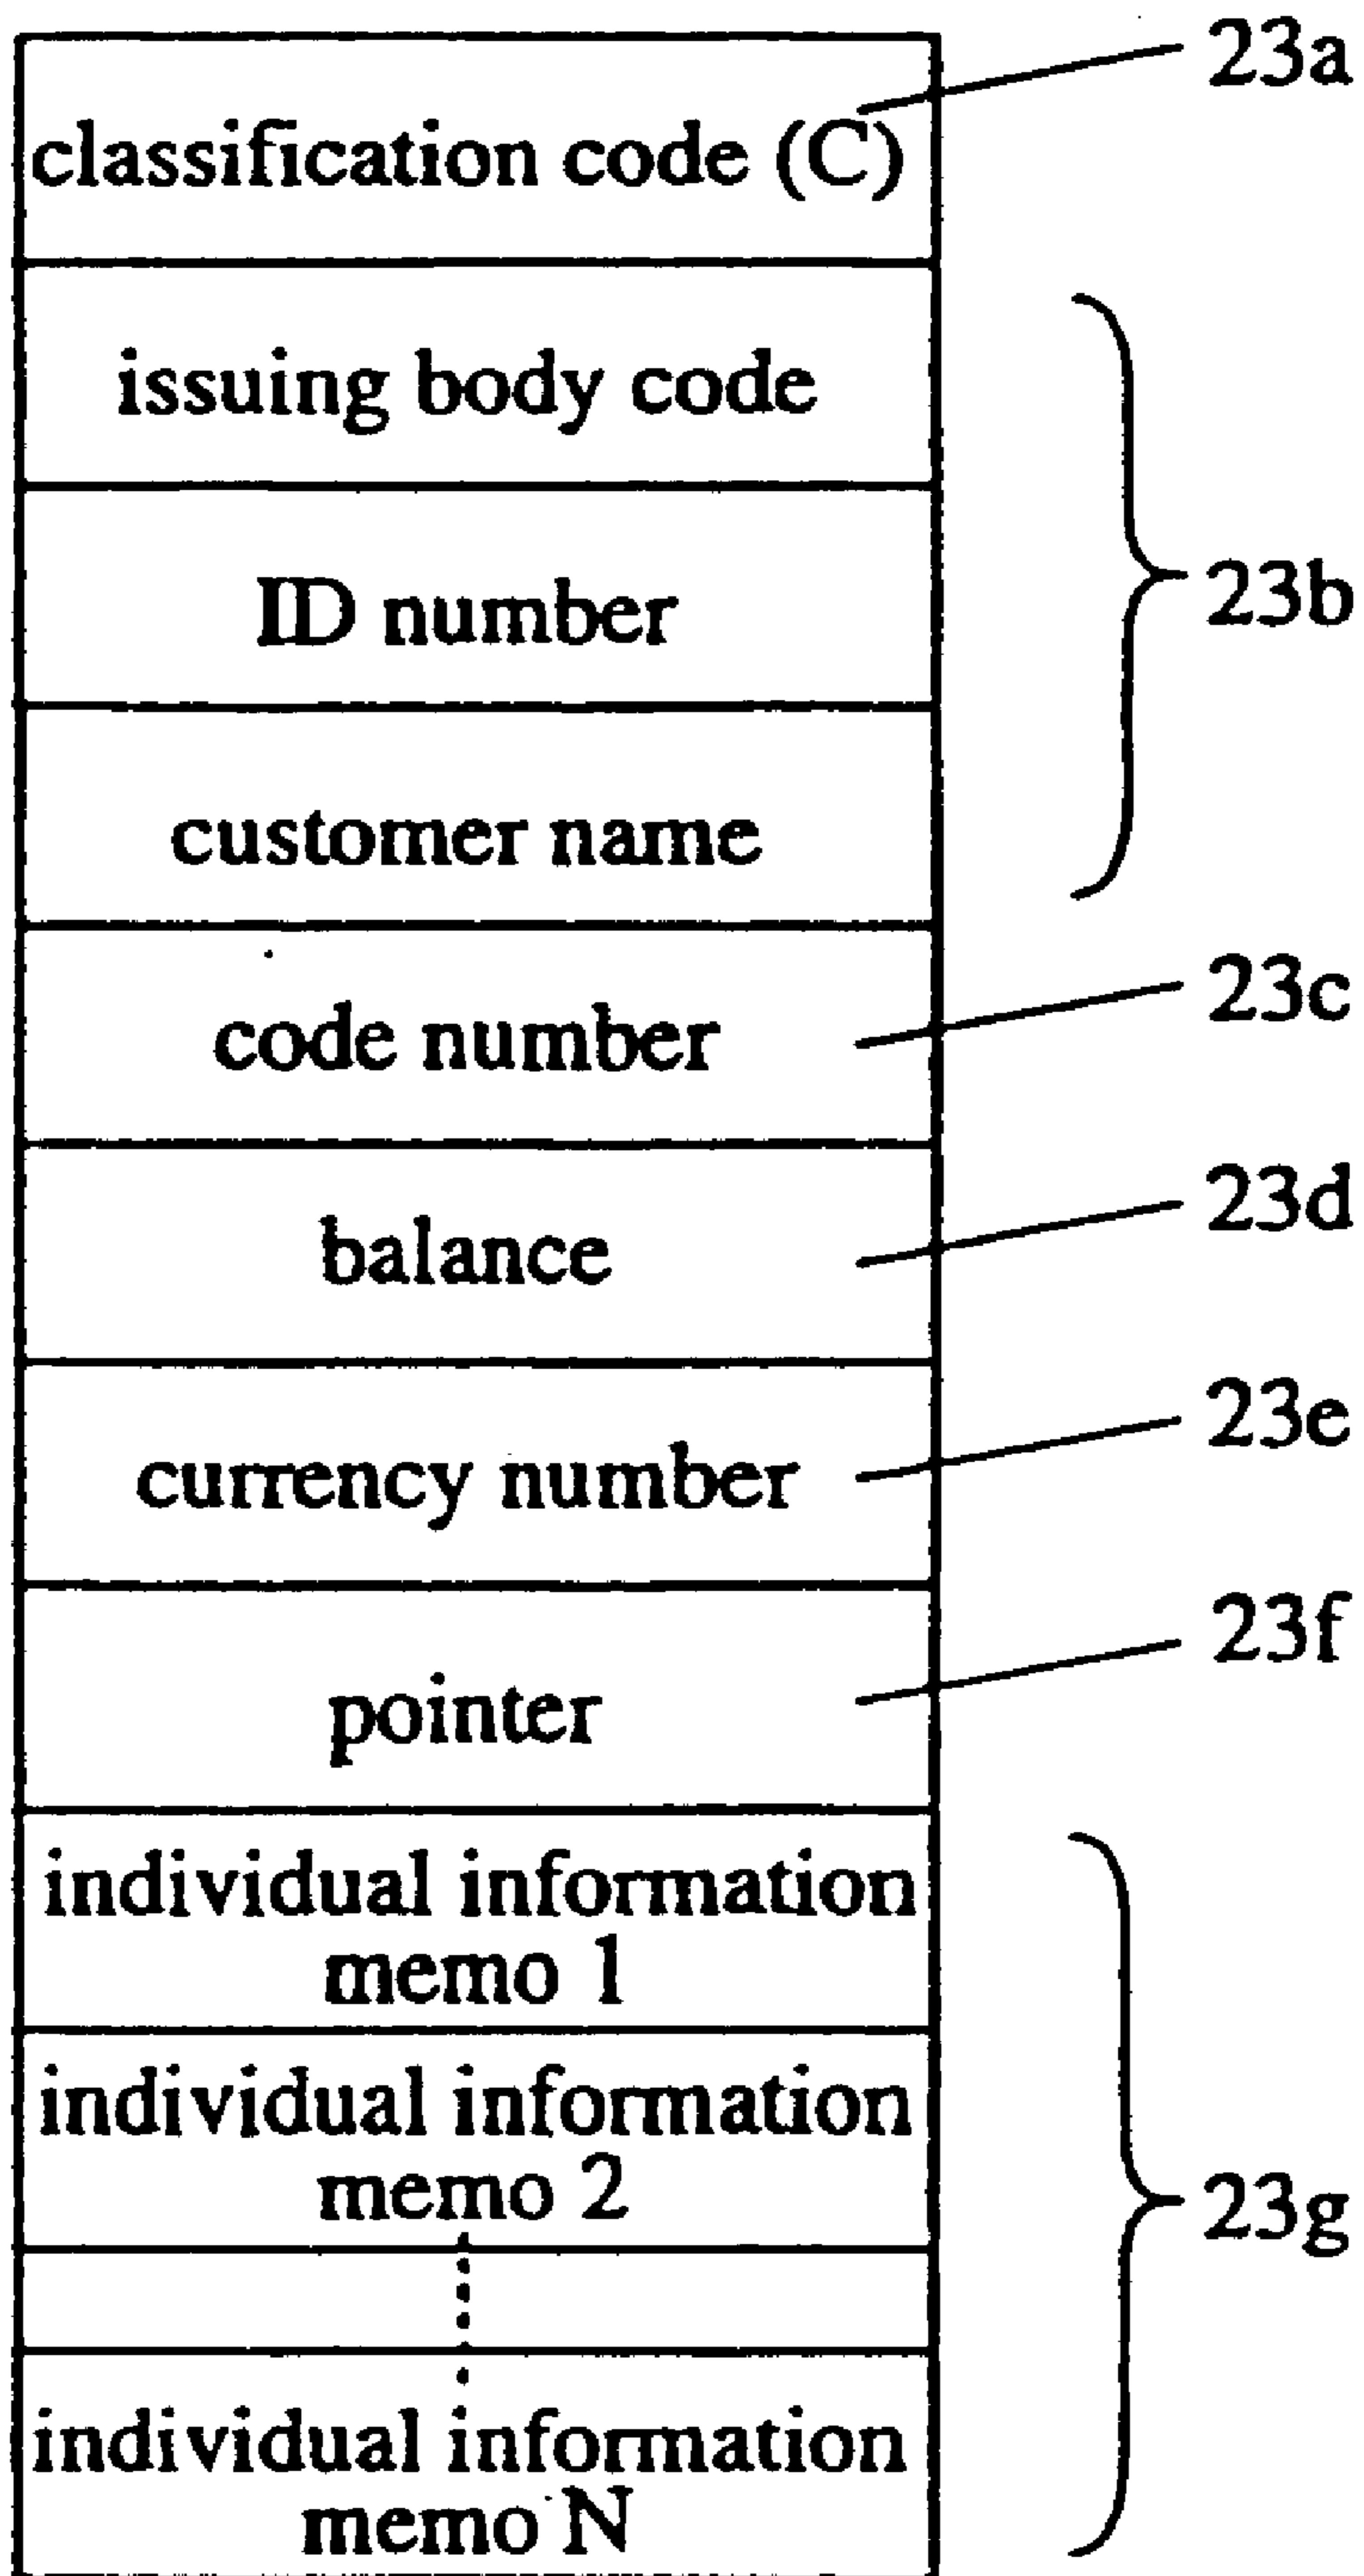 classification code (C)
23a
issuing body code
ID number
23b
customer name
code number
23c
balance
23d
currency number
23e
pointer
23f
individual information
memo 1
individual information
memo 2
23g
individual information
memo N